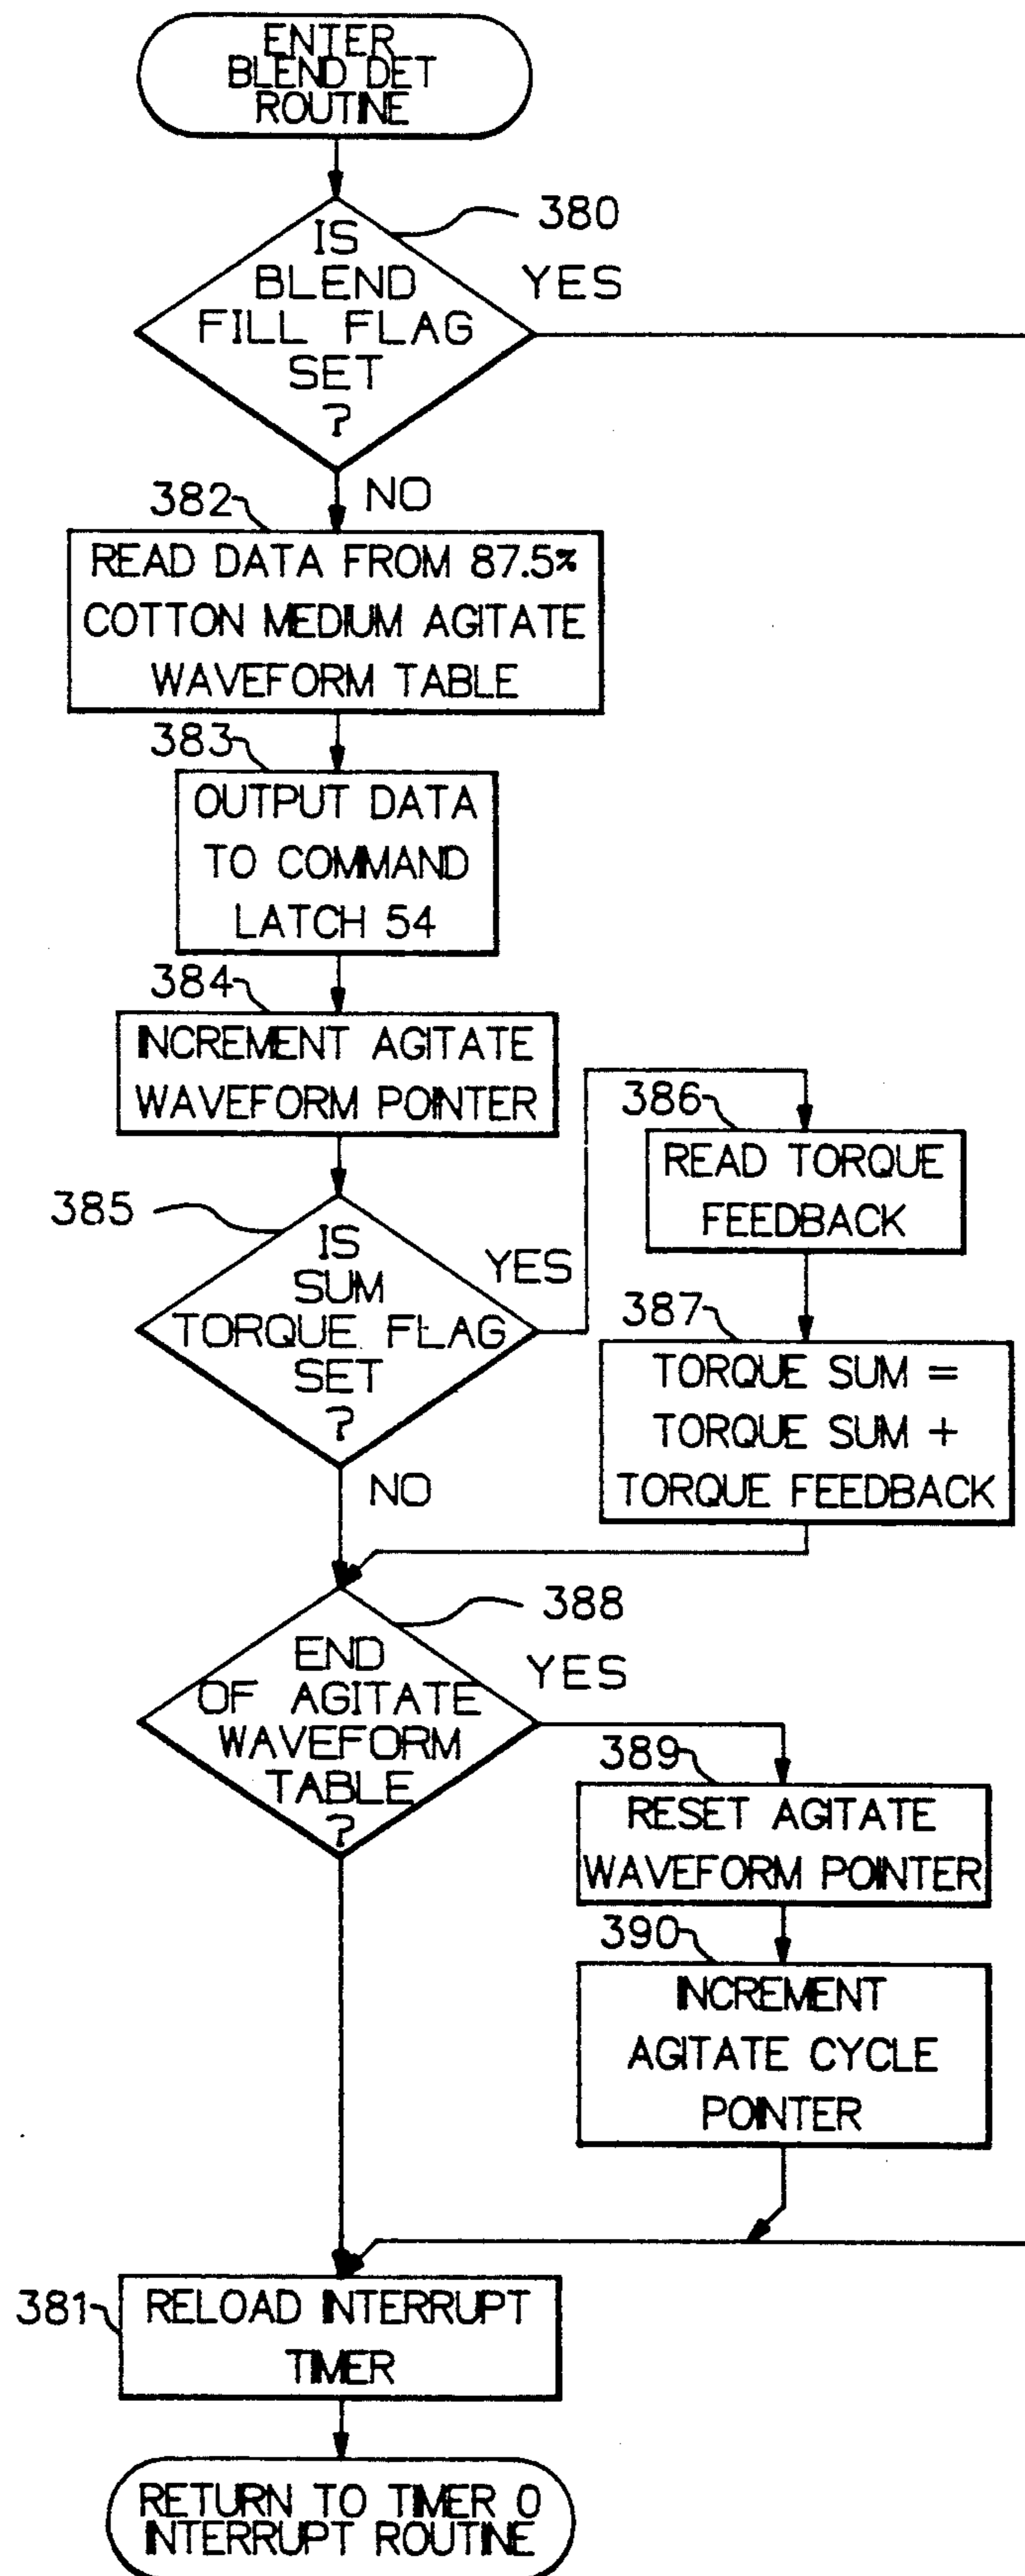 ENTER
BLEND DET
ROUTINE
380
IS
BLEND
FILL FLAG
SET
?
YES
NO
382
READ DATA FROM 87.5%
COTTON MEDIUM AGITATE
WAVEFORM TABLE
383
OUTPUT DATA
TO COMMAND
LATCH 54
384
INCREMENT AGITATE
WAVEFORM POINTER
385
IS
SUM
TORQUE FLAG
SET
?
YES
NO
386
READ TORQUE
FEEDBACK
387
TORQUE SUM =
TORQUE SUM +
TORQUE FEEDBACK
388
END
OF AGITATE
WAVEFORM
TABLE
?
YES
389
RESET AGITATE
WAVEFORM POINTER
390
INCREMENT
AGITATE CYCLE
POINTER
381
RELOAD INTERRUPT
TIMER
RETURN TO TIMER 0
INTERRUPT ROUTINE